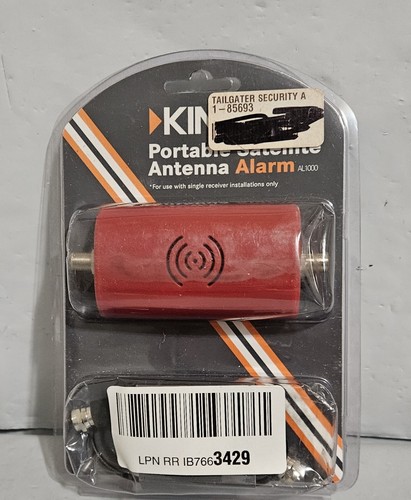 TAILGATER SECURITY A
1-85693
KIN
Portable Satellite
Antenna Alarm AL1000
*For use with single receiver installations only
LPN RR IB7663429